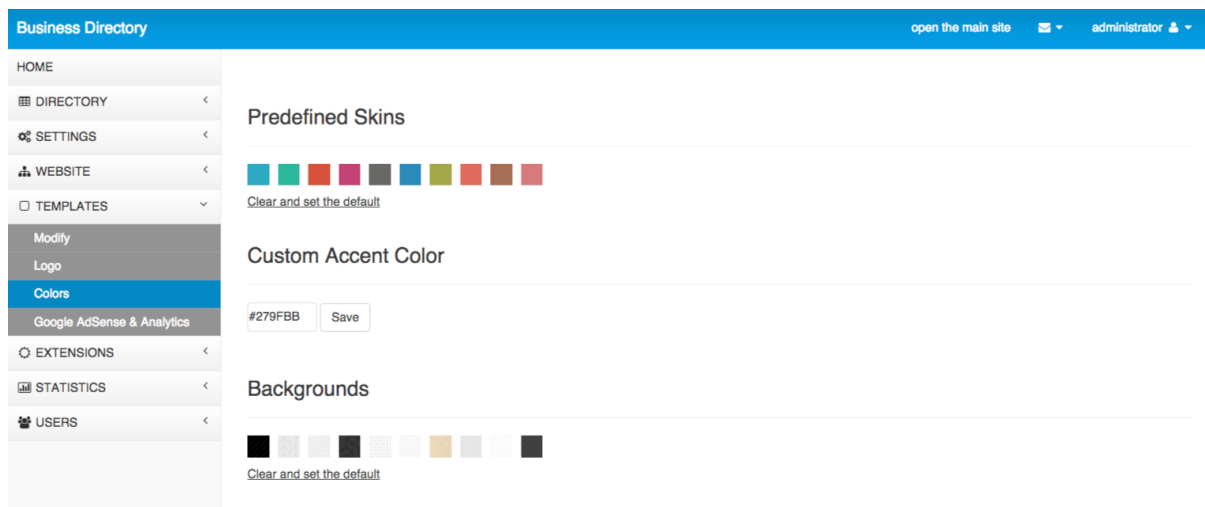 Business Directory
open the main site
administrator
HOME
DIRECTORY
SETTINGS
WEBSITE
TEMPLATES
Modify
Logo
Colors
Google AdSense & Analytics
EXTENSIONS
STATISTICS
USERS
Predefined Skins
Clear and set the default
Custom Accent Color
#279FBB Save
Backgrounds
Clear and set the default